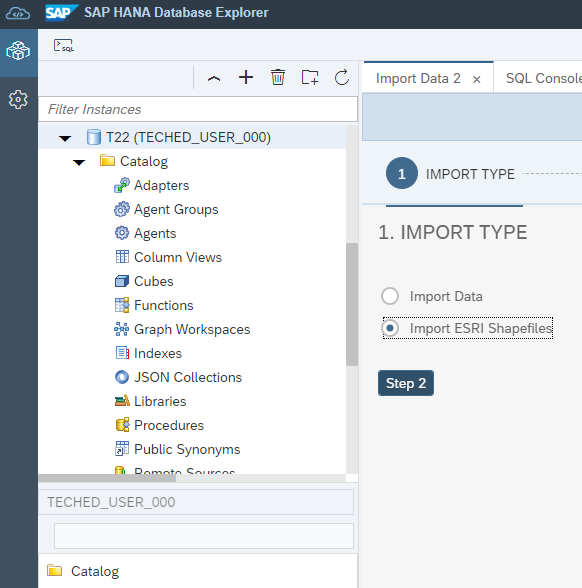 SAP SAP HANA Database Explorer
SQL
Filter Instances
T22 (TECHED_USER_000)
Catalog
Adapters
Agent Groups
Agents
Column Views
Cubes
Functions
Graph Workspaces
Indexes
JSON Collections
Libraries
Procedures
Public Synonyms
Remote Sources
TECHED_USER_000
Catalog
Import Data 2 ×
SQL Console
1 IMPORT TYPE
1. IMPORT TYPE
Import Data
Import ESRI Shapefiles
Step 2